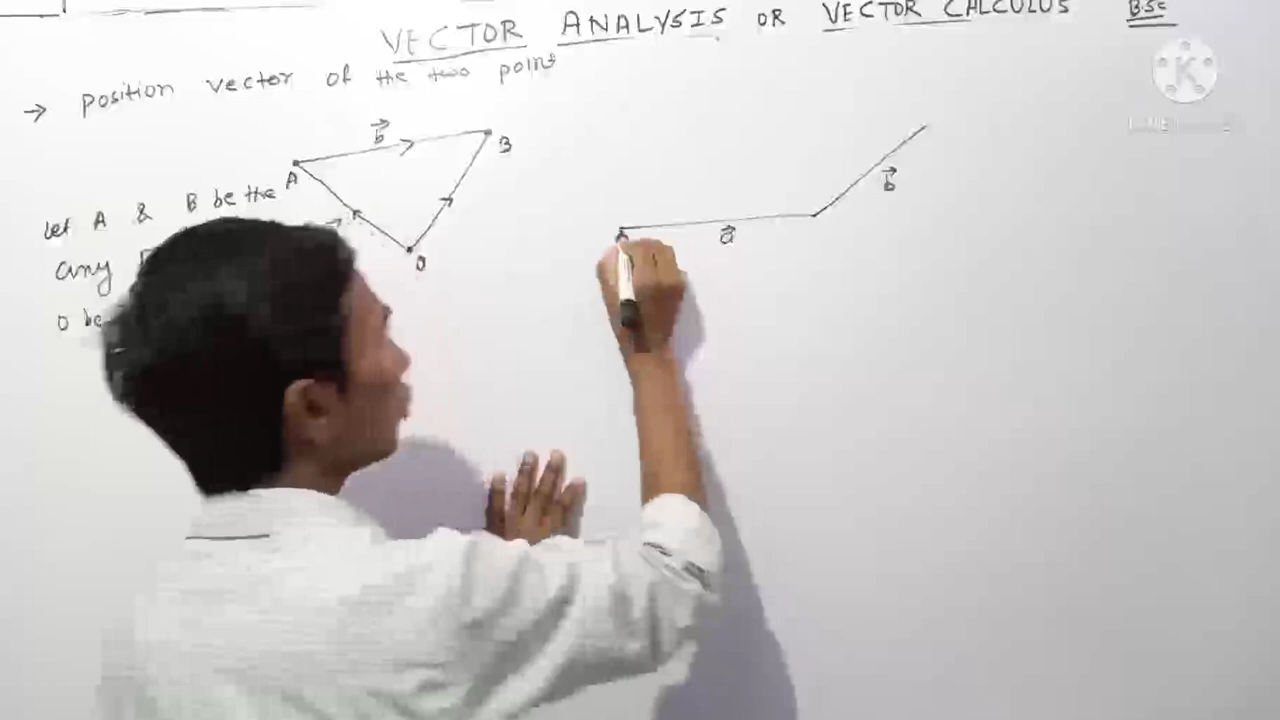 VECTOR ANALYSIS OR VECTOR CALCULUS BSc
→ Position vector of the two point
b B
A
let A & B be the
any
O
O be
b
a
K